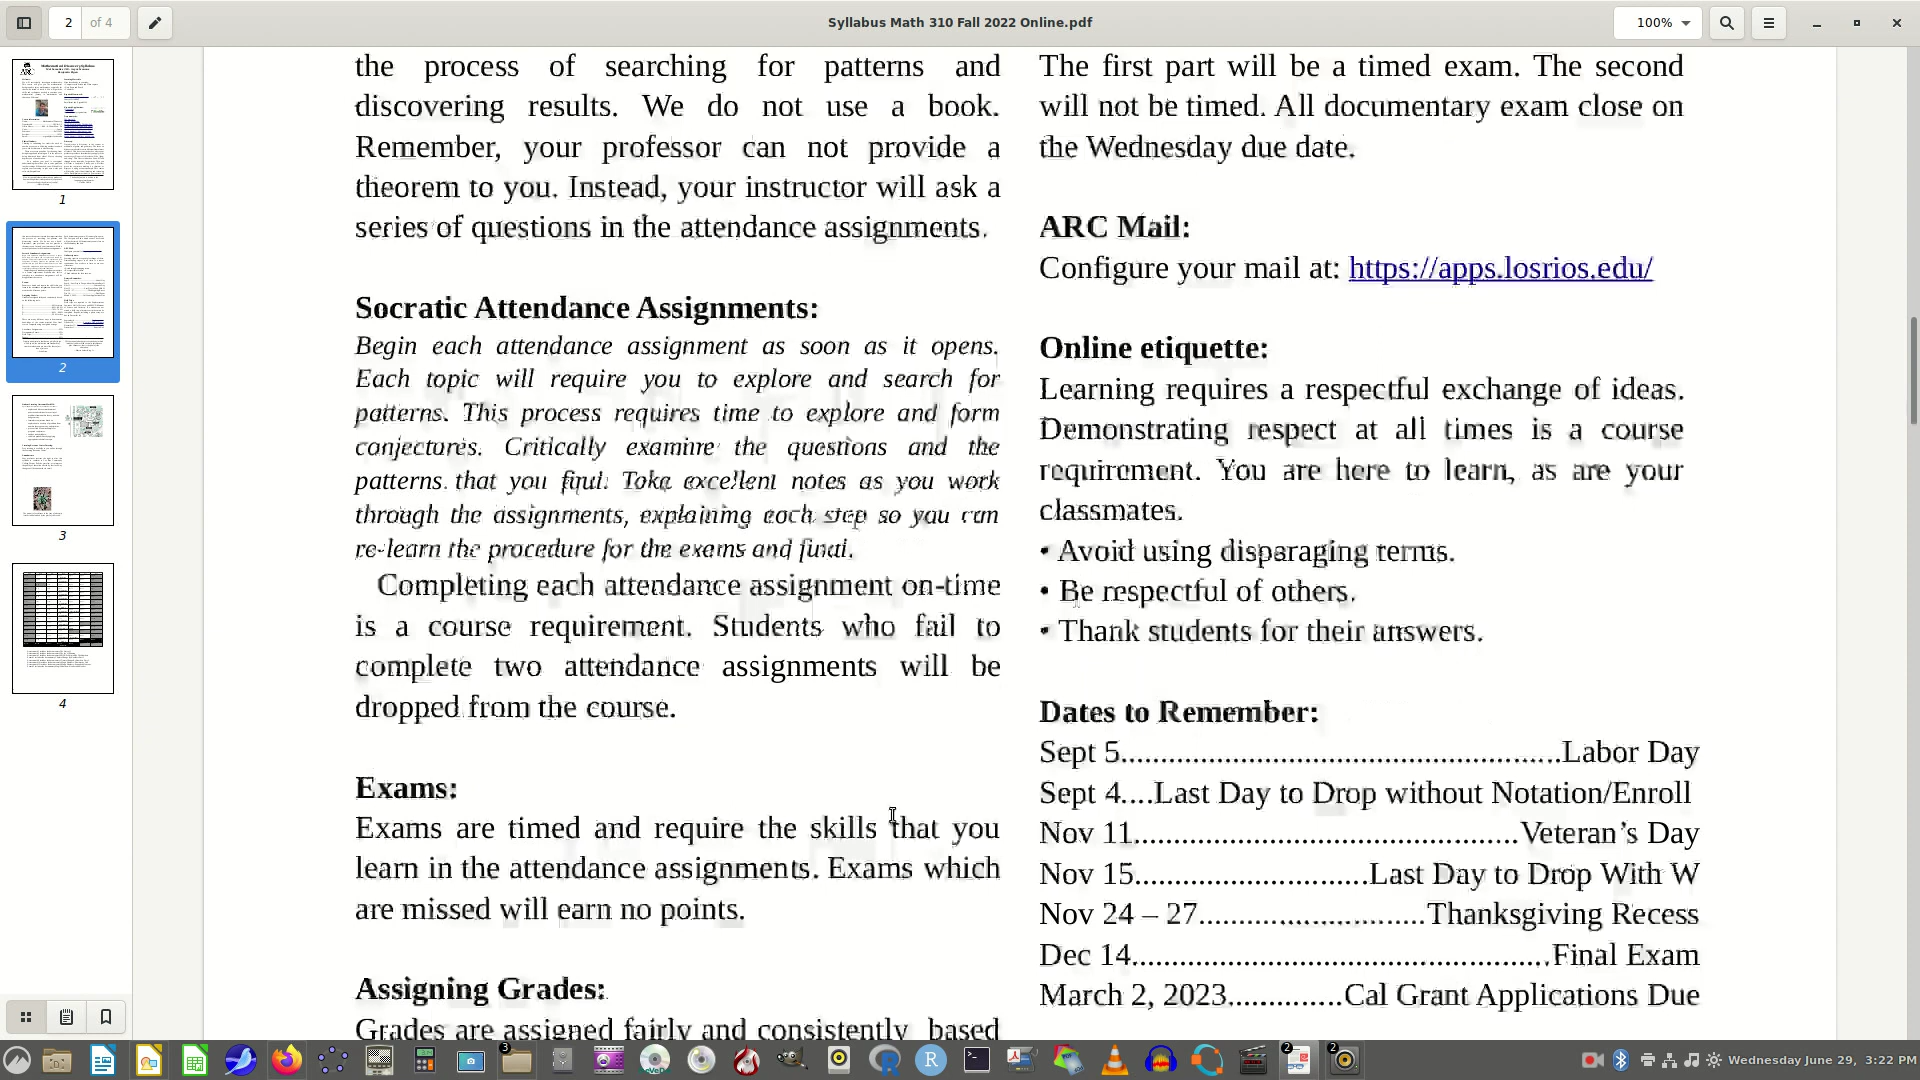 2
of 4
Syllabus Math 310 Fall 2022 Online.pdf
100%
1
2
3
4
the process of searching for patterns and
discovering results. We do not use a book.
Remember, your professor can not provide a
theorem to you. Instead, your instructor will ask a
series of questions in the attendance assignments.
Socratic Attendance Assignments:
Begin each attendance assignment as soon as it opens.
Each topic will require you to explore and search for
patterns. This process requires time to explore and form
conjectores. Critically examine the questions and the
patterns that you find. Take excellent notes as you work
through the assignments, explaining each step so you can
re-learn the procedure for the exams and final.
Completing each attendance assignment on-time
is a course requirement. Students who fail to
complete two attendance assignments will be
dropped from the course.
Exams:
Exams are timed and require the skills that you
learn in the attendance assignments. Exams which
are missed will earn no points.
Assigning Grades:
Grades are assigned fairly and consistently based
The first part will be a timed exam. The second
will not be timed. All documentary exam close on
the Wednesday due date.
ARC Mail:
Configure your mail at: https://apps.losrios.edu/
Online etiquette:
Learning requires a respectful exchange of ideas.
Demonstrating respect at all times is a course
requirement. You are here to learn, as are your
classmates.
• Avoid using disparaging terms.
• Be respectful of others.
• Thank students for their answers.
Dates to Remember:
Sept 5......................................................Labor Day
Sept 4....Last Day to Drop without Notation/Enroll
Nov 11...............................................Veteran’s Day
Nov 15............................Last Day to Drop With W
Nov 24 – 27...........................Thanksgiving Recess
Dec 14...................................................Final Exam
March 2, 2023..............Cal Grant Applications Due
3
2
2
Wednesday June 29, 3:22 PM